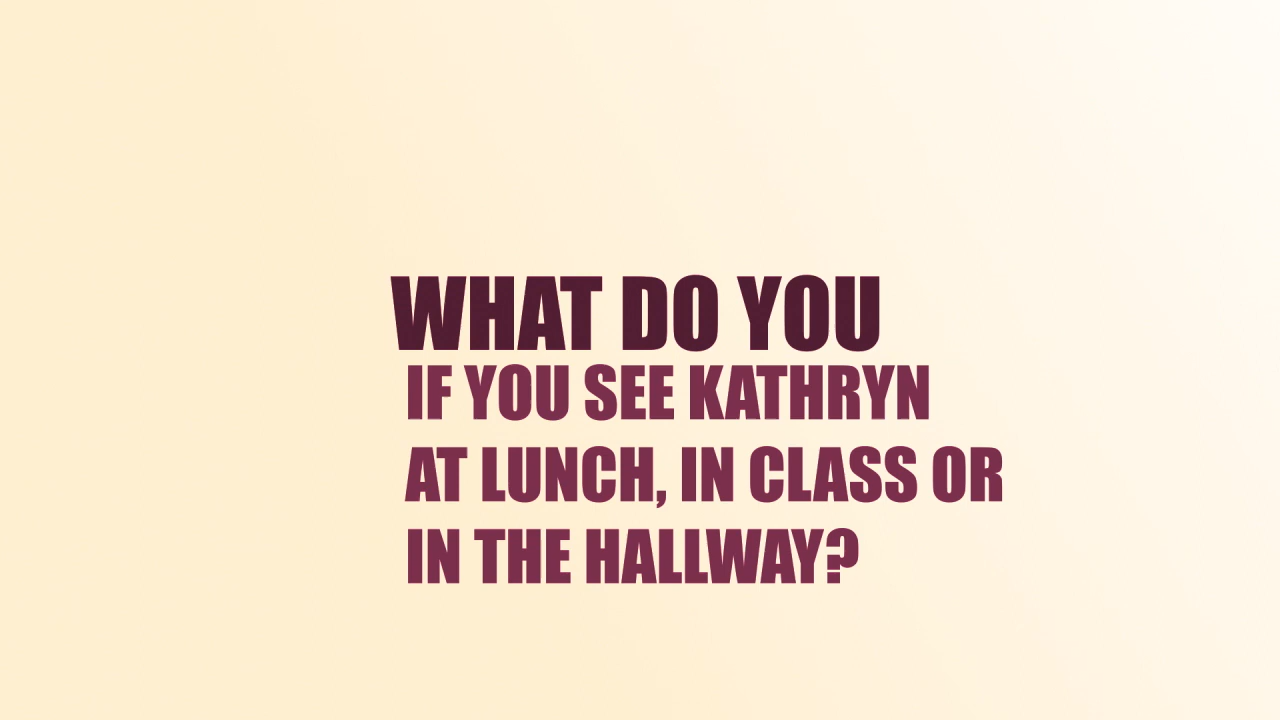 WHAT DO YOU
IF YOU SEE KATHRYN
AT LUNCH, IN CLASS OR
IN THE HALLWAY?